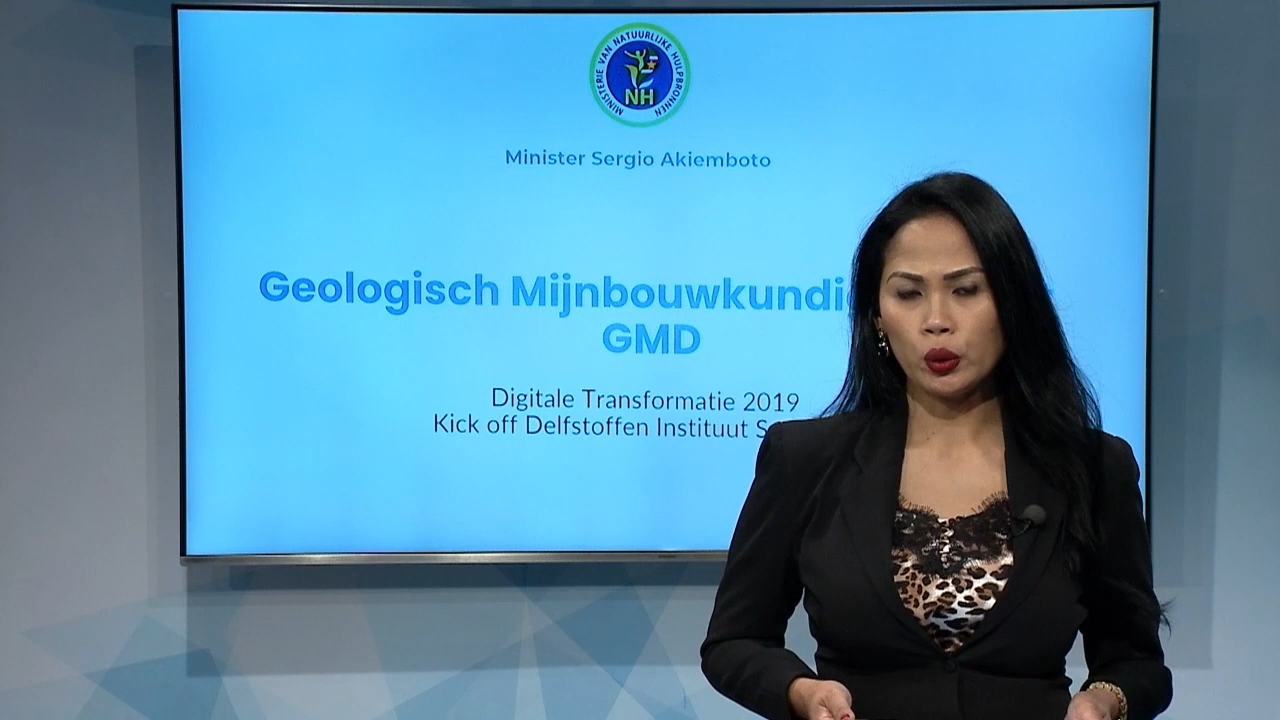 MINISTERIE VAN NATUURLIJKE HULPBRONNEN
NH
Minister Sergio Akiemboto
Geologisch Mijnbouwkundi
GMD
Digitale Transformatie 2019
Kick off Delfstoffen Instituut S